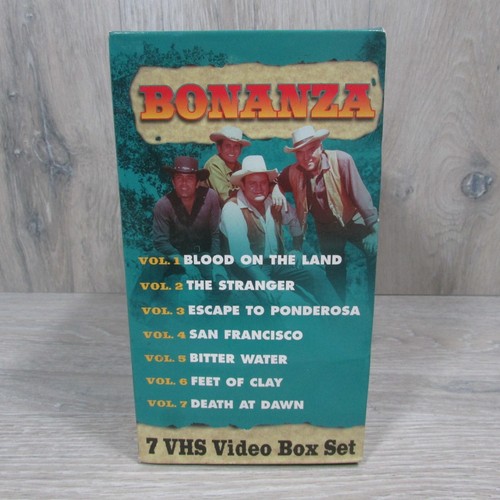 BONANZA
VOL. 1 BLOOD ON THE LAND
VOL. 2 THE STRANGER
VOL. 3 ESCAPE TO PONDEROSA
VOL. 4 SAN FRANCISCO
VOL. 5 BITTER WATER
VOL. 6 FEET OF CLAY
VOL. 7 DEATH AT DAWN
7 VHS Video Box Set